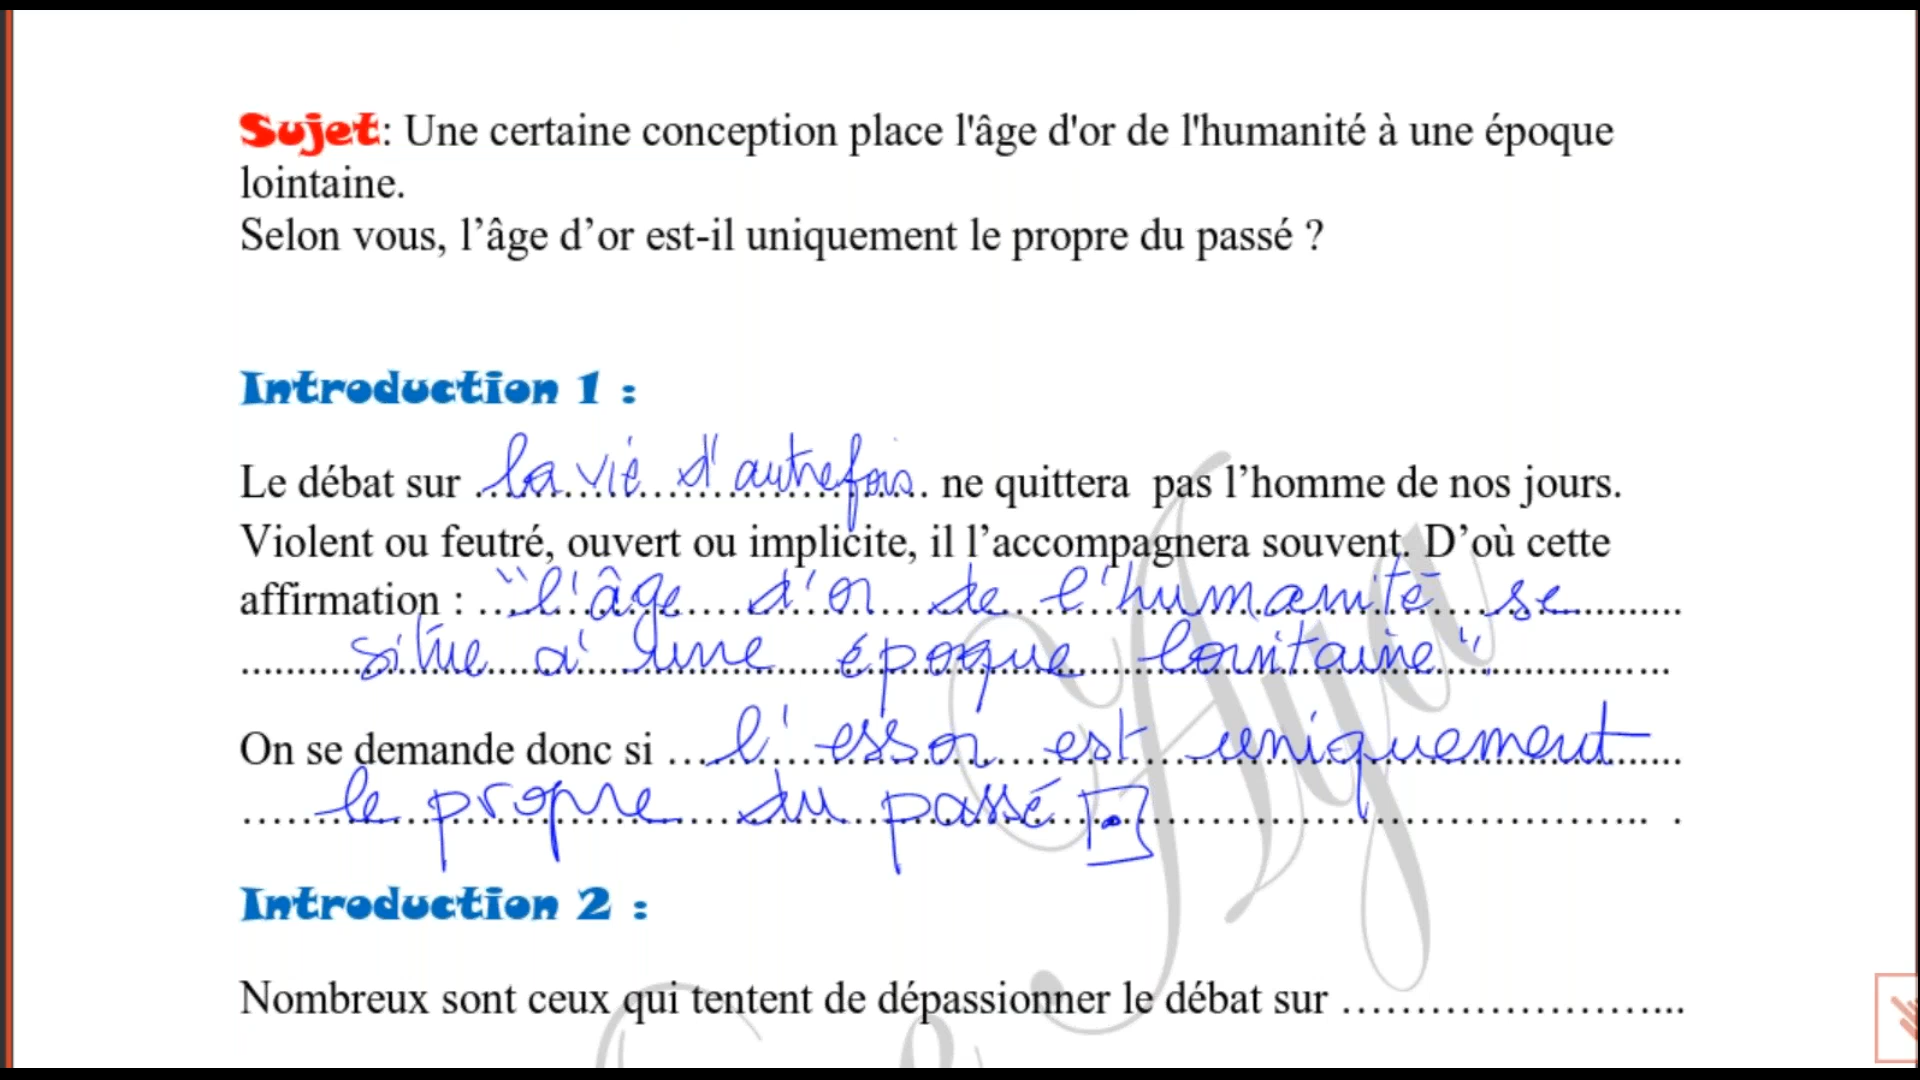 Sujet: Une certaine conception place l'âge d'or de l'humanité à une époque
lointaine.
Selon vous, l’âge d’or est-il uniquement le propre du passé ?
Introduction 1 :
Le débat sur la vie d'autrefois ne quittera pas l’homme de nos jours.
Violent ou feutré, ouvert ou implicite, il l’accompagnera souvent. D’où cette
affirmation : "l'âge d'or de l'humanité se
situe à une époque lointaine".
On se demande donc si l'essor est uniquement
le propre du passé.
Introduction 2 :
Nombreux sont ceux qui tentent de dépassionner le débat sur ........................
Aya